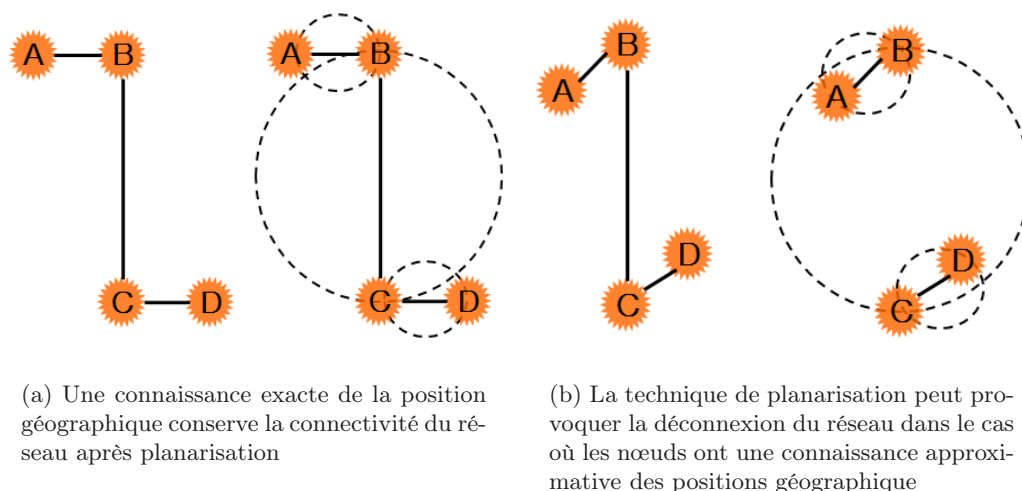 A B A B
C D C D
B B
A A
D D
C C
(a) Une connaissance exacte de la position
géographique conserve la connectivité du ré-
seau après planarisation
(b) La technique de planarisation peut pro-
voquer la déconnexion du réseau dans le cas
où les nœuds ont une connaissance approxi-
mative des positions géographique